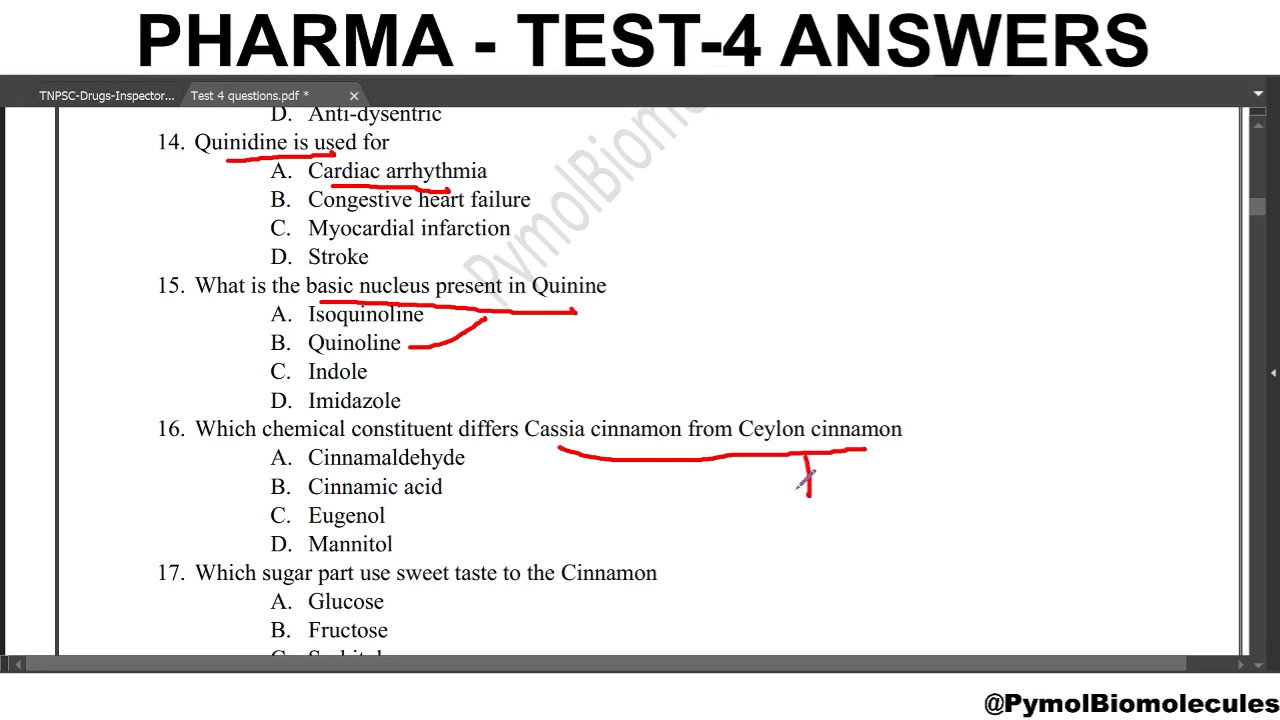 PHARMA - TEST-4 ANSWERS
TNPSC-Drugs-Inspector... Test 4 questions.pdf *
D. Anti-dysentric
14. Quinidine is used for
A. Cardiac arrhythmia
B. Congestive heart failure
C. Myocardial infarction
D. Stroke
15. What is the basic nucleus present in Quinine
A. Isoquinoline
B. Quinoline
C. Indole
D. Imidazole
16. Which chemical constituent differs Cassia cinnamon from Ceylon cinnamon
A. Cinnamaldehyde
B. Cinnamic acid
C. Eugenol
D. Mannitol
17. Which sugar part use sweet taste to the Cinnamon
A. Glucose
B. Fructose
@PymolBiomolecules